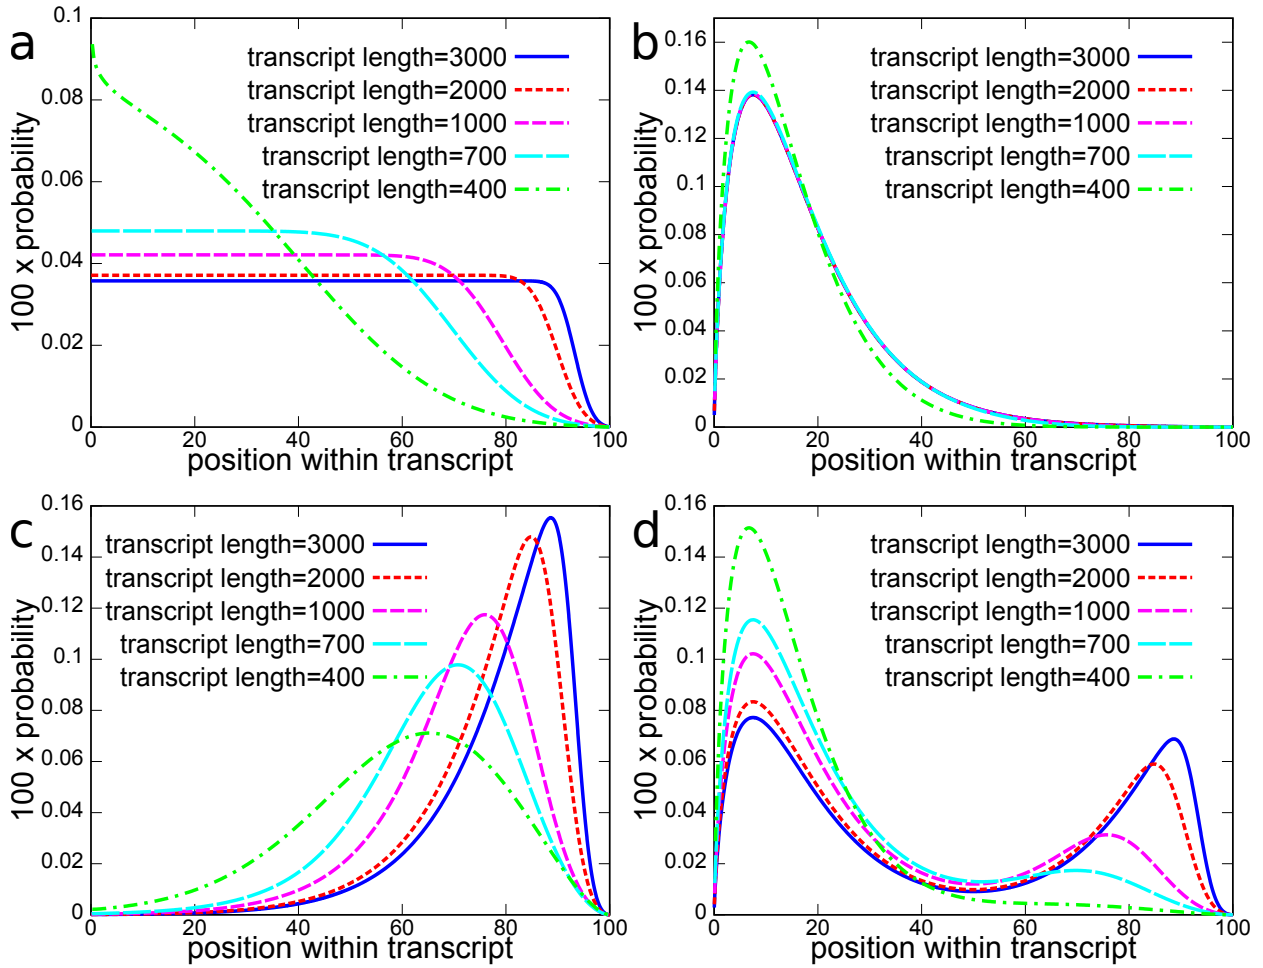 a
0.1
0.08
0.06
0.04
0.02
0
100 x probability
transcript length=3000
transcript length=2000
transcript length=1000
transcript length=700
transcript length=400
0 20 40 60 80 100
position within transcript
b
0.16
0.14
0.12
0.1
0.08
0.06
0.04
0.02
0
100 x probability
transcript length=3000
transcript length=2000
transcript length=1000
transcript length=700
transcript length=400
0 20 40 60 80 100
position within transcript
c
0.16
0.14
0.12
0.1
0.08
0.06
0.04
0.02
0
100 x probability
transcript length=3000
transcript length=2000
transcript length=1000
transcript length=700
transcript length=400
0 20 40 60 80 100
position within transcript
d
0.16
0.14
0.12
0.1
0.08
0.06
0.04
0.02
0
100 x probability
transcript length=3000
transcript length=2000
transcript length=1000
transcript length=700
transcript length=400
0 20 40 60 80 100
position within transcript